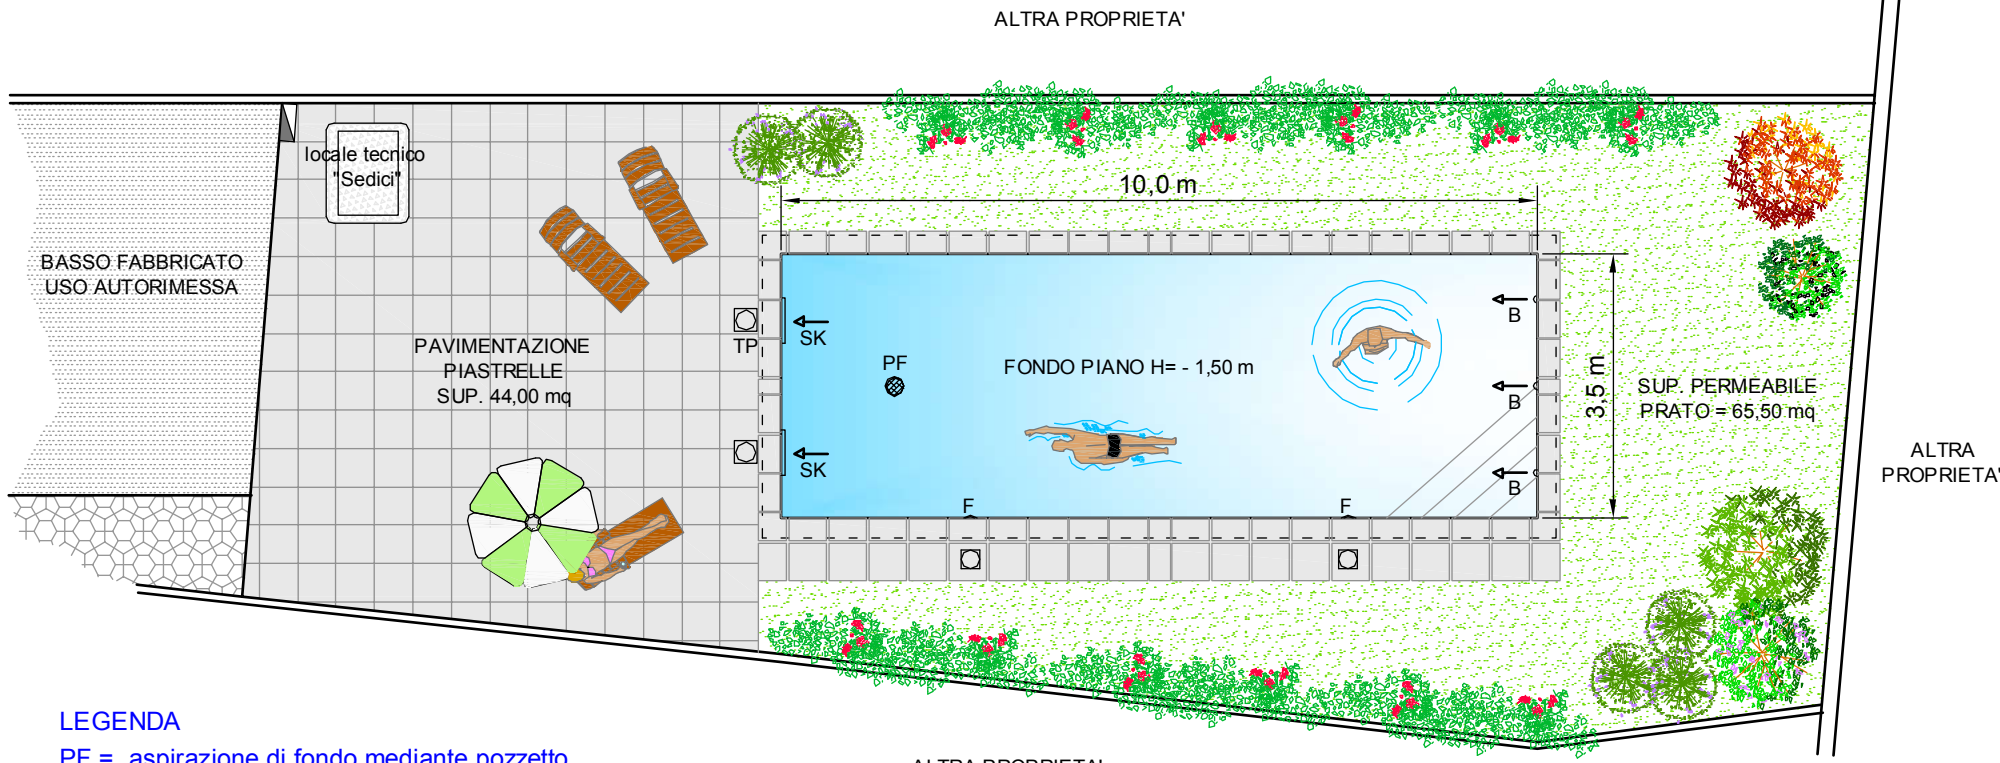 ALTRA PROPRIETA'
locale tecnico
"Sedici"
10,0 m
BASSO FABBRICATO
USO AUTORIMESSA
PAVIMENTAZIONE
PIASTRELLE
SUP. 44,00 mq
TP
SK
SK
PF
FONDO PIANO H= - 1,50 m
B
B
B
F
F
3,5 m
SUP. PERMEABILE
PRATO = 65,50 mq
ALTRA
PROPRIETA'
LEGENDA
PF = aspirazione di fondo mediante pozzetto
ALTRA PROPRIETA'